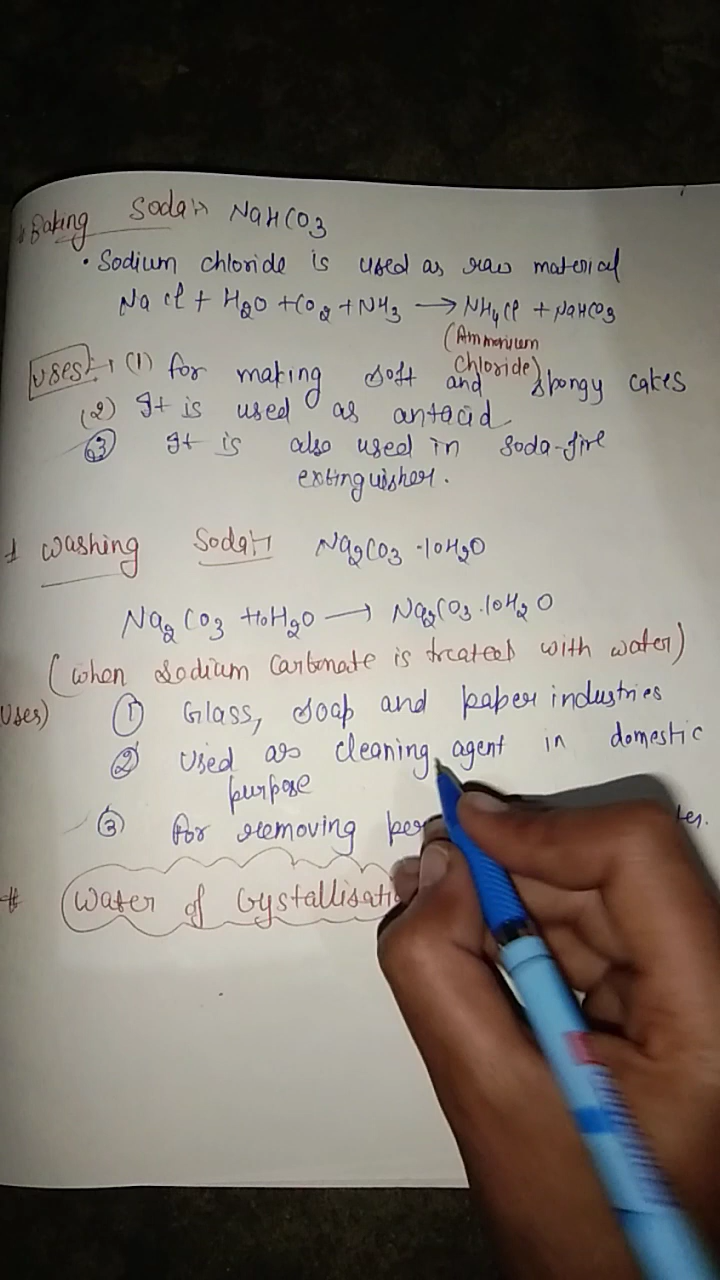 Baking Soda:- NaHCO3
• Sodium chloride is used as raw material
NaCl + H2O + CO2 + NH3 → NH4Cl + NaHCO3
(Ammonium
Chloride)
Uses:- (1) for making soft and spongy cakes
(2) It is used as antacid
(3) It is also used in soda-fire
extinguisher.
Washing Soda:- Na2CO3 ·10H2O
Na2CO3 + 10H2O → Na2CO3.10H2O
(when sodium carbonate is treated with water)
Uses) (1) Glass, soap and paper industries
(2) Used as cleaning agent in domestic
purpose
(3) for removing
# Water of Crystallisati